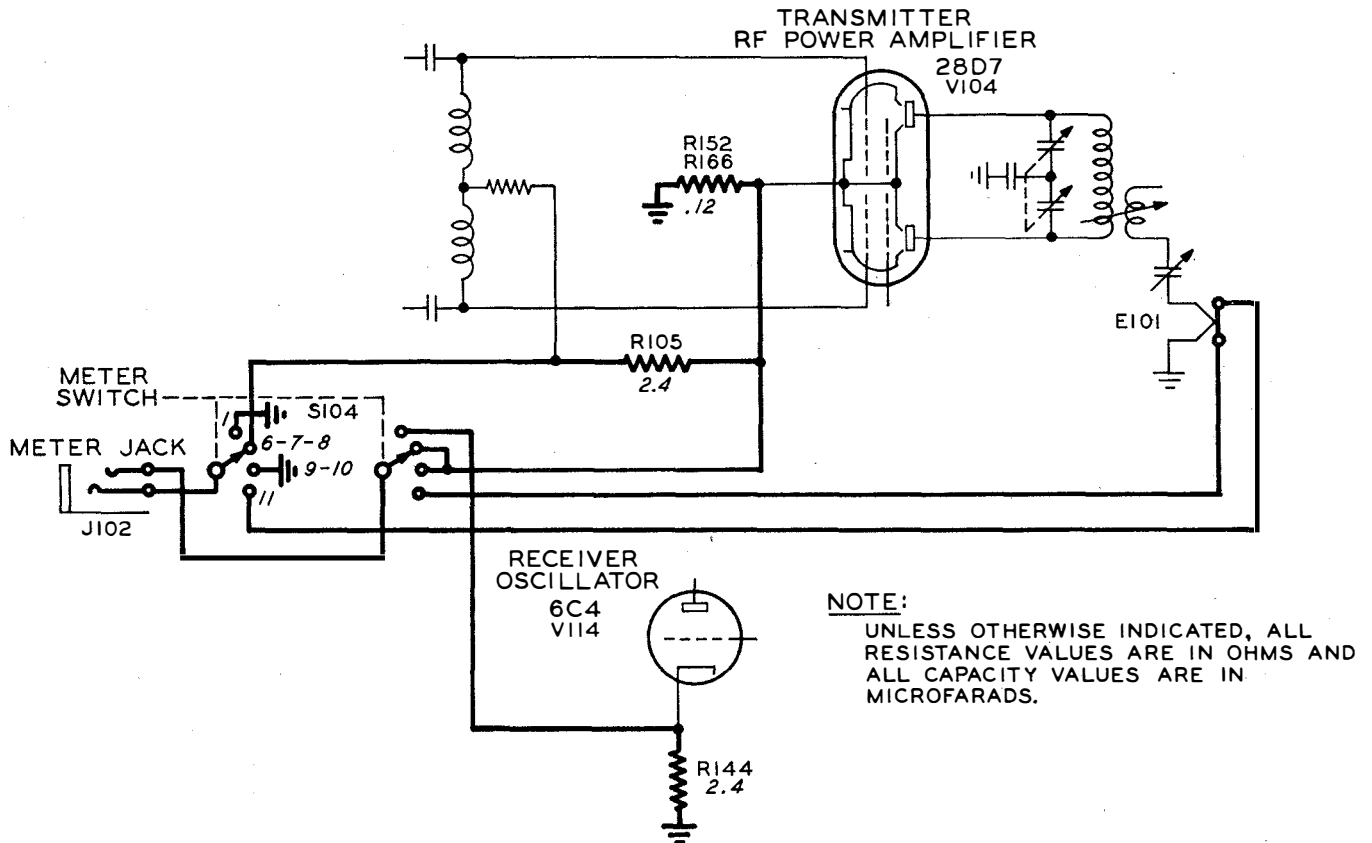 TRANSMITTER
RF POWER AMPLIFIER
28D7
V104
R152
R166
.12
E101
R105
2.4
METER
SWITCH
S104
1
6-7-8
METER JACK
9-10
11
J102
RECEIVER
OSCILLATOR
6C4
V114
NOTE:
UNLESS OTHERWISE INDICATED, ALL
RESISTANCE VALUES ARE IN OHMS AND
ALL CAPACITY VALUES ARE IN
MICROFARADS.
R144
2.4